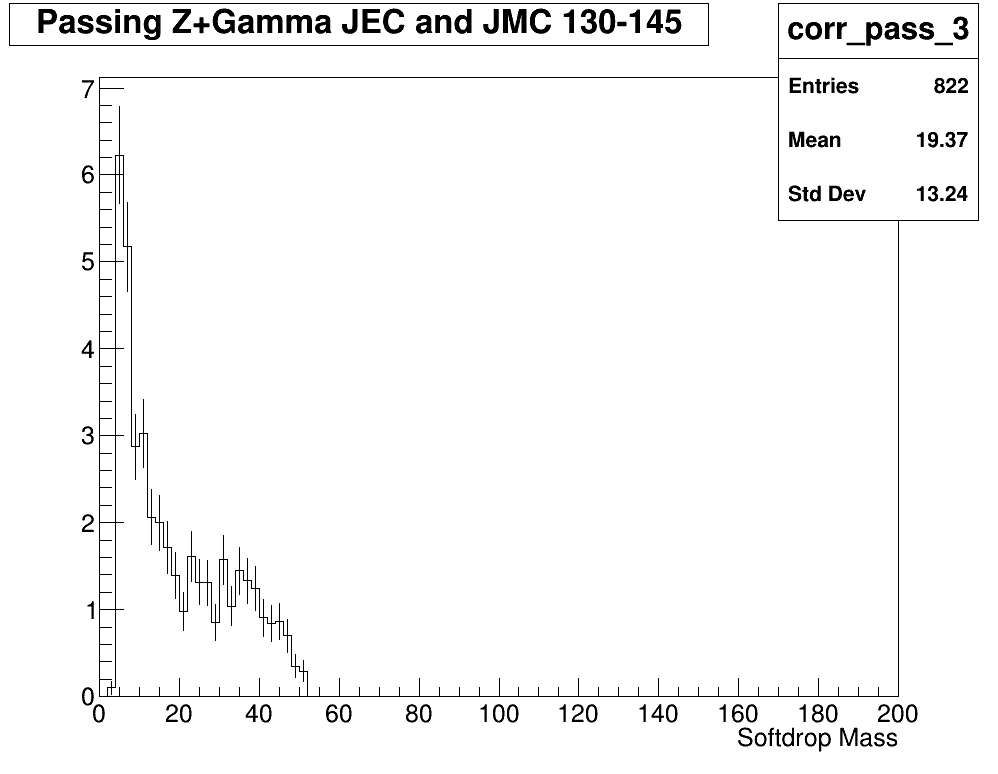 Passing Z+Gamma JEC and JMC 130-145
corr_pass_3
Entries 822
Mean 19.37
Std Dev 13.24
7
6
5
4
3
2
1
0
0 20 40 60 80 100 120 140 160 180 200
Softdrop Mass